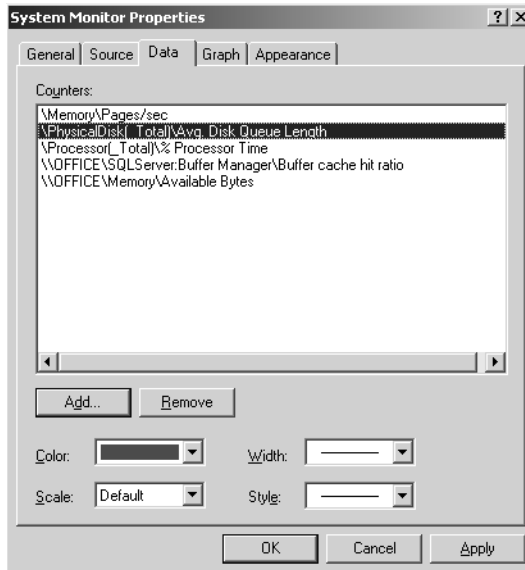 System Monitor Properties
General Source Data Graph Appearance
Counters:
\Memory\Pages/sec
\PhysicalDisk(_Total)\Avg. Disk Queue Length
\Processor(_Total)\% Processor Time
\\OFFICE\SQLServer:Buffer Manager\Buffer cache hit ratio
\\OFFICE\Memory\Available Bytes
Add... Remove
Color: Width:
Scale: Default Style:
OK Cancel Apply